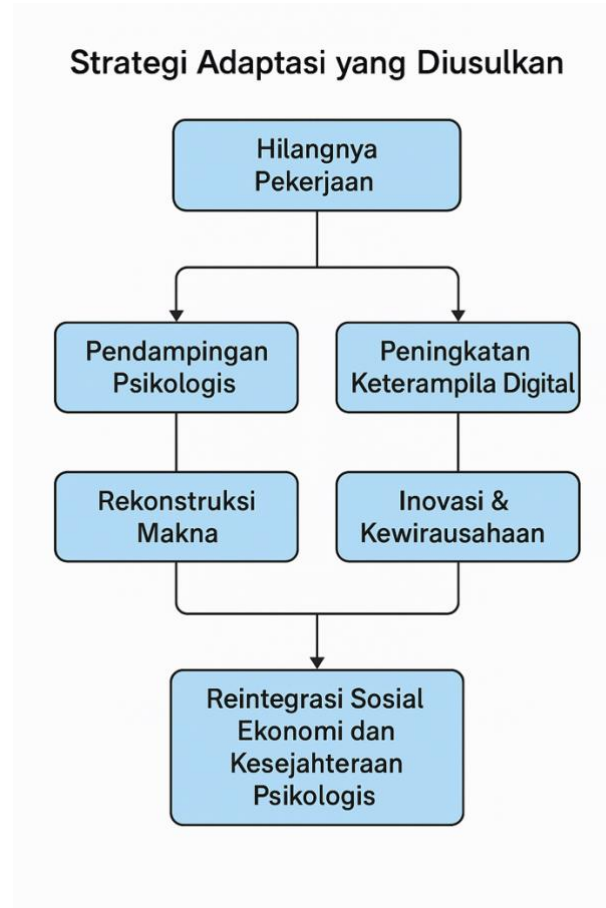 Strategi Adaptasi yang Diusulkan
Hilangnya
Pekerjaan
Pendampingan
Psikologis
Peningkatan
Keterampila Digital
Rekonstruksi
Makna
Inovasi &
Kewirausahaan
Reintegrasi Sosial
Ekonomi dan
Kesejahteraan
Psikologis